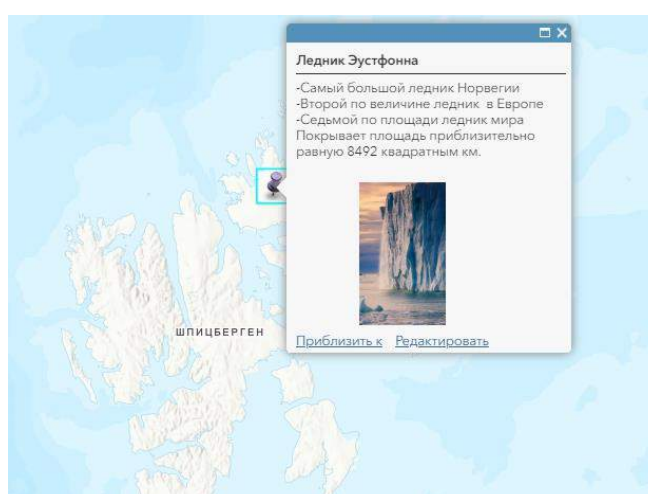 Ледник Эустфонна
-Самый большой ледник Норвегии
-Второй по величине ледник в Европе
-Седьмой по площади ледник мира
Покрывает площадь приблизительно
равную 8492 квадратным км.
ШПИЦБЕРГЕН
Приблизить к Редактировать